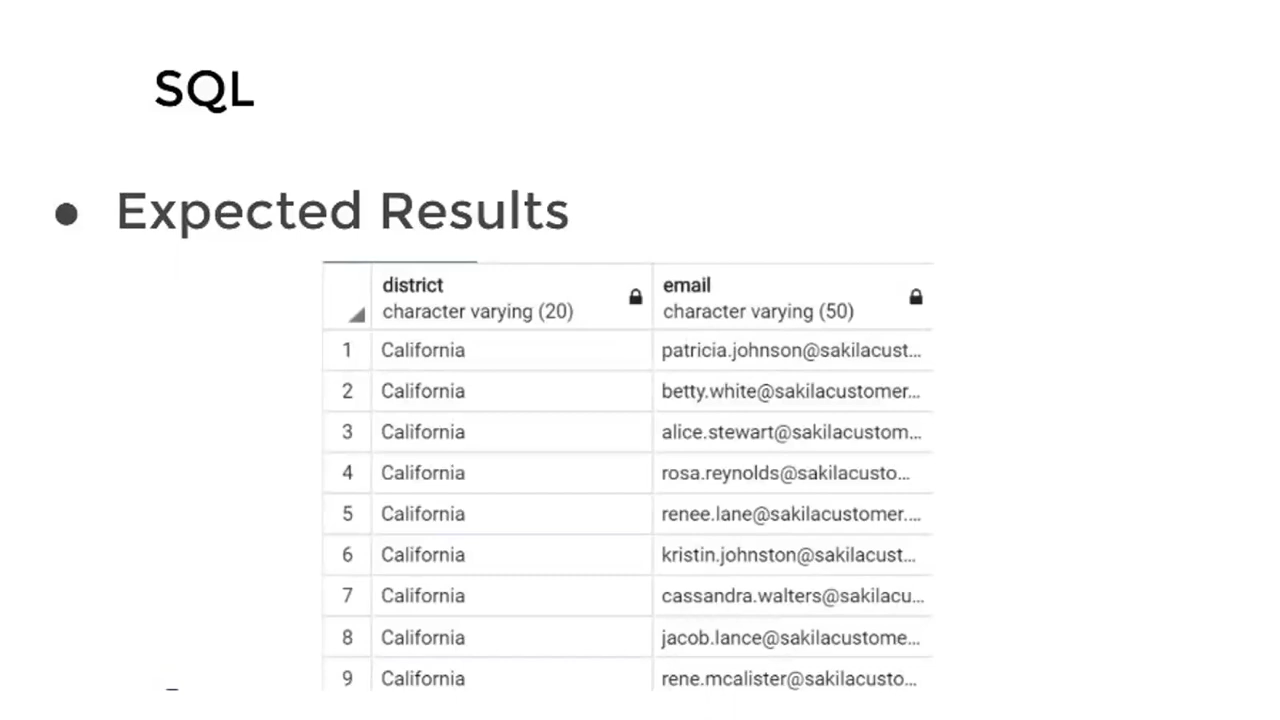 SQL
● Expected Results
district email
character varying (20) character varying (50)
1 California patricia.johnson@sakilacust...
2 California betty.white@sakilacustomer...
3 California alice.stewart@sakilacustom...
4 California rosa.reynolds@sakilacusto...
5 California renee.lane@sakilacustomer....
6 California kristin.johnston@sakilacust...
7 California cassandra.walters@sakilacu...
8 California jacob.lance@sakilacustome...
9 California rene.mcalister@sakilacusto...